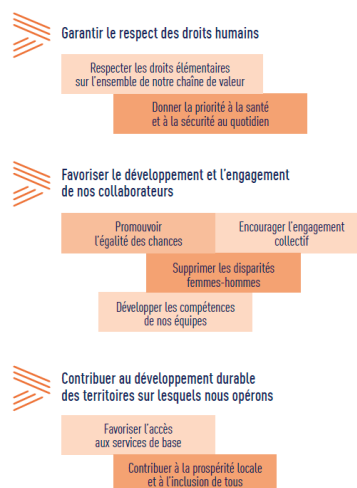 Garantir le respect des droits humains
Respecter les droits élémentaires
sur l'ensemble de notre chaîne de valeur
Donner la priorité à la santé
et à la sécurité au quotidien
Favoriser le développement et l'engagement
de nos collaborateurs
Promouvoir
l'égalité des chances
Encourager l'engagement
collectif
Supprimer les disparités
femmes-hommes
Développer les compétences
de nos équipes
Contribuer au développement durable
des territoires sur lesquels nous opérons
Favoriser l'accès
aux services de base
Contribuer à la prospérité locale
et à l'inclusion de tous